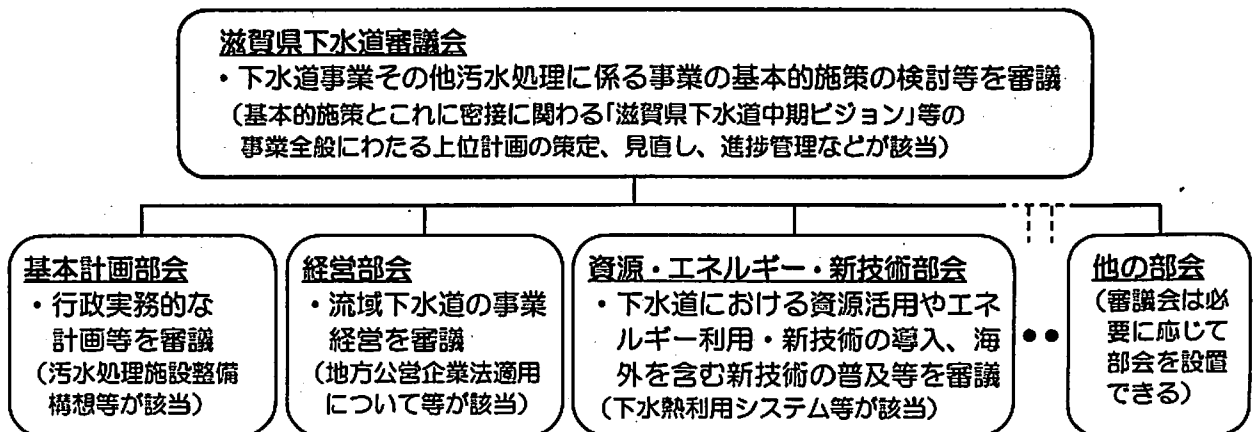 滋賀県下水道審議会
・下水道事業その他汚水処理に係る事業の基本的施策の検討等を審議
（基本的施策とこれに密接に関わる「滋賀県下水道中期ビジョン」等の
事業全般にわたる上位計画の策定、見直し、進捗管理などが該当）
基本計画部会
・行政実務的な
計画等を審議
（汚水処理施設整備
構想等が該当）
経営部会
・流域下水道の事業
経営を審議
（地方公営企業法適用
について等が該当）
資源・エネルギー・新技術部会
・下水道における資源活用やエネ
ルギー利用・新技術の導入、海
外を含む新技術の普及等を審議
（下水熱利用システム等が該当）
・・
他の部会
（審議会は必
要に応じて
部会を設置
できる）